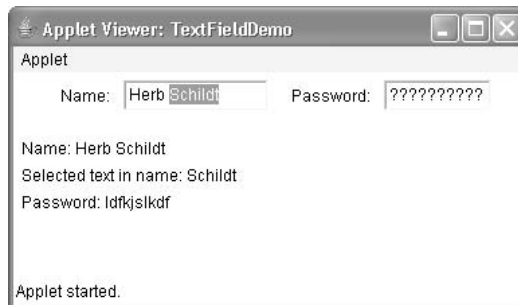 Applet Viewer: TextFieldDemo
Applet
Name: Herb Schildt Password: ??????????
Name: Herb Schildt
Selected text in name: Schildt
Password: ldfkjslkdf
Applet started.